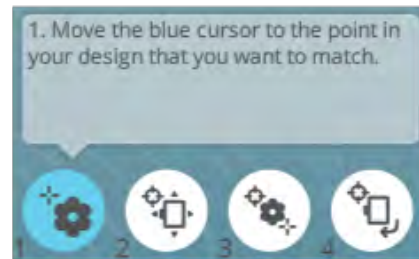 1. Move the blue cursor to the point in
your design that you want to match.
1 2 3 4